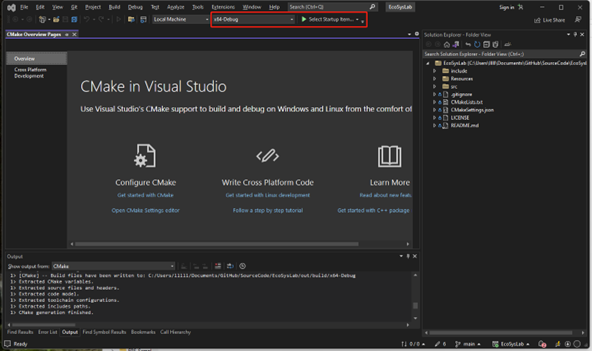 File Edit View Git Project Build Debug Test Analyze Tools Extensions Window Help Search (Ctrl+Q) EcoSysLab Sign in
Local Machine x64-Debug Select Startup Item... Live Share
CMake Overview Pages
Overview
Cross Platform
Development
CMake in Visual Studio
Use Visual Studio's CMake support to build and debug on Windows and Linux from the comfort of
Configure CMake
Get started with CMake
Open CMake Settings editor
Write Cross Platform Code
Get started with Linux development
Follow a step by step tutorial
Learn More
Read about new featu
Get started with C++ package
Solution Explorer - Folder View
Search Solution Explorer - Folder View (Ctrl+;)
Include
Resources
src
.gitignore
CMakeLists.txt
CMakeSettings.json
LICENSE
README.md
Output
Show output from: CMake
1> [CMake] -- Build files have been written to: C:/Users/lllll/Documents/GitHub/SourceCode/EcoSysLab/out/build/x64-Debug
1> Extracted CMake variables.
1> Extracted source files and headers.
1> Extracted code model.
1> Extracted toolchain configurations.
1> Extracted includes paths.
1> CMake generation finished.
Find Results Error List Output Find Symbol Results Bookmarks Call Hierarchy
0 / 0 6 main EcoSysLab